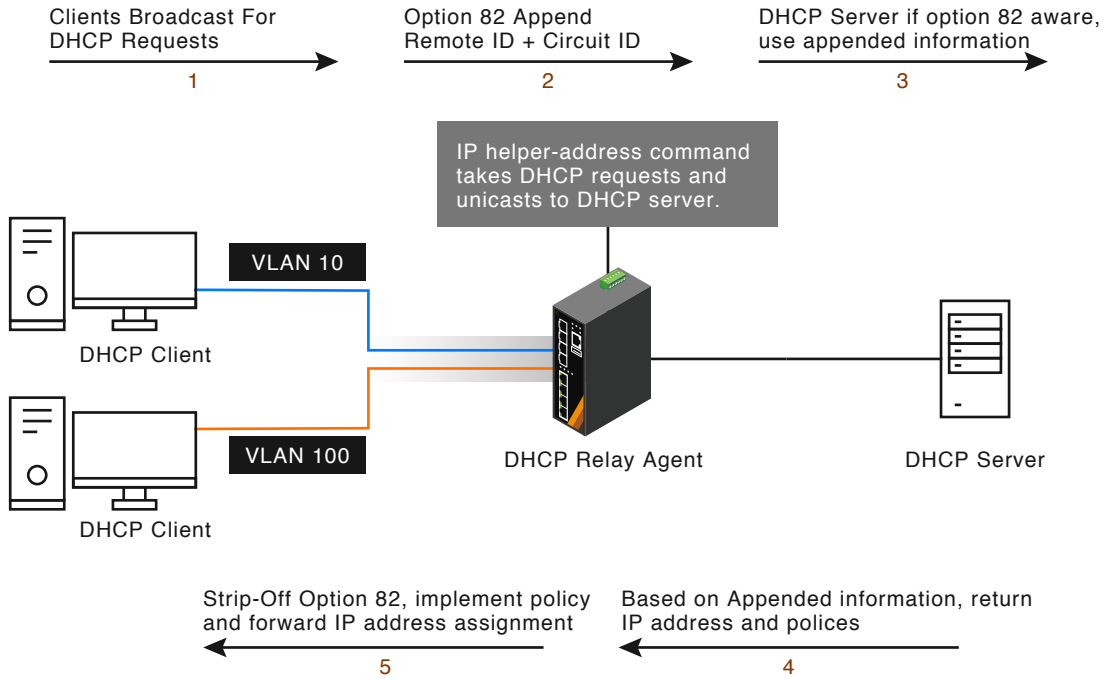 Clients Broadcast For
DHCP Requests
1
Option 82 Append
Remote ID + Circuit ID
2
DHCP Server if option 82 aware,
use appended information
3
IP helper-address command
takes DHCP requests and
unicasts to DHCP server.
VLAN 10
DHCP Client
VLAN 100
DHCP Client
DHCP Relay Agent
DHCP Server
Strip-Off Option 82, implement policy
and forward IP address assignment
5
Based on Appended information, return
IP address and polices
4